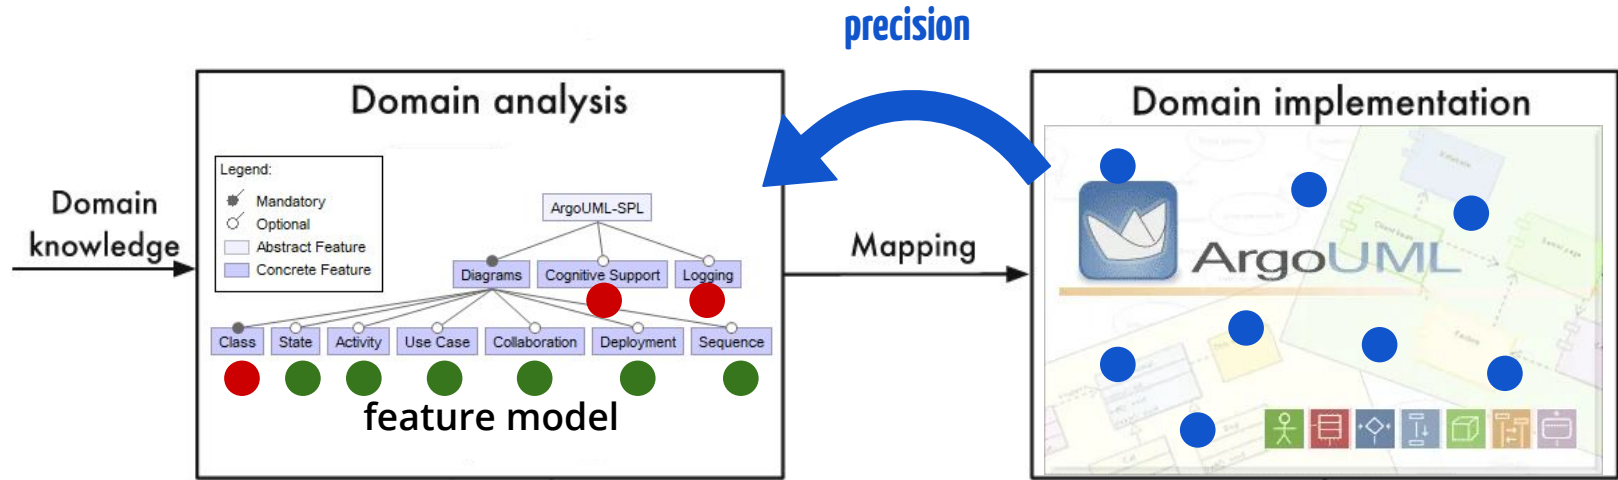 precision
Domain analysis
Domain implementation
Legend:
Mandatory
Optional
Abstract Feature
Concrete Feature
ArgoUML-SPL
Domain
knowledge
Diagrams
Cognitive Support
Logging
Mapping
ArgoUML
Class
State
Activity
Use Case
Collaboration
Deployment
Sequence
feature model